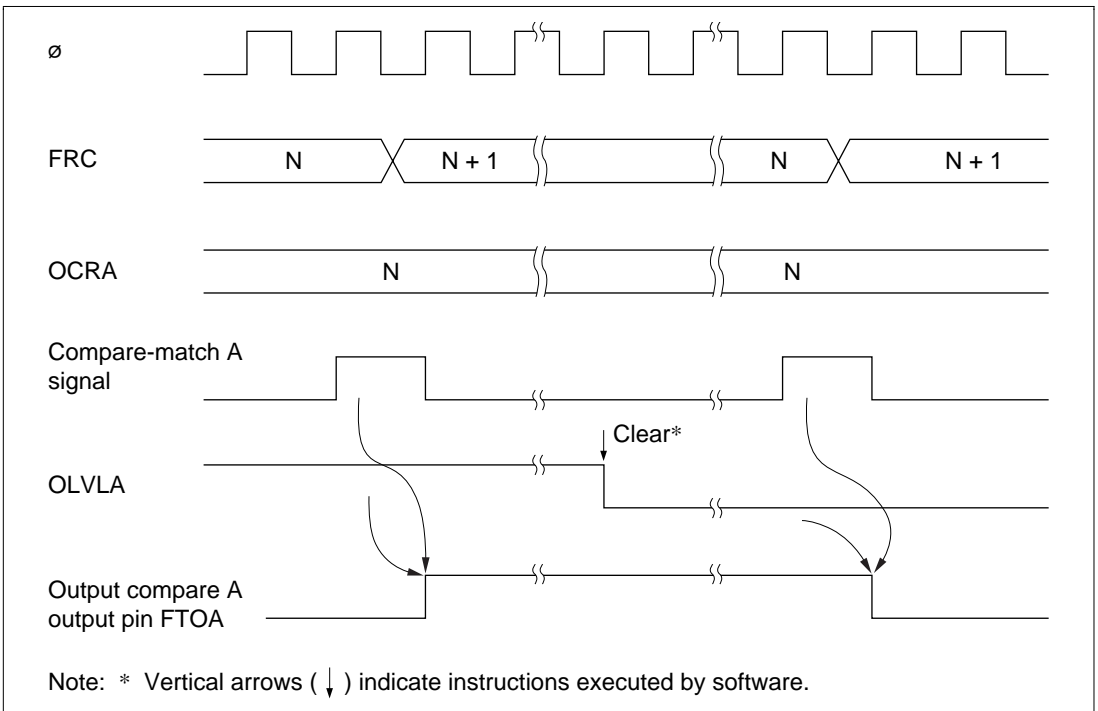 ø
FRC
N
N + 1
N
N + 1
OCRA
N
N
Compare-match A
signal
Clear*
OLVLA
Output compare A
output pin FTOA
Note: * Vertical arrows ( ↓ ) indicate instructions executed by software.